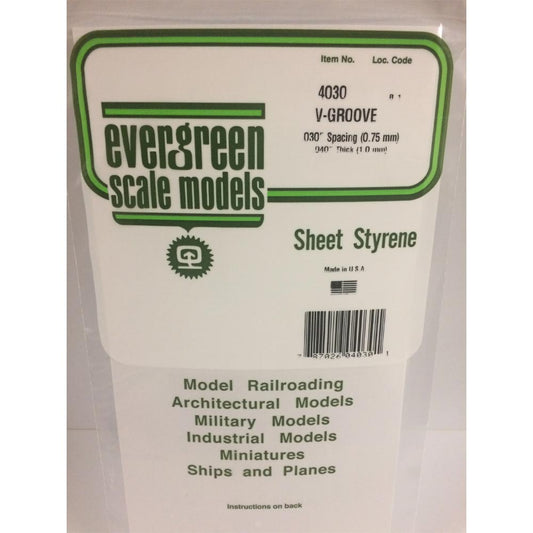 Item No. Loc. Code
4030
V-GROOVE
.030" Spacing (0.75 mm)
.040" Thick (1.0 mm)
evergreen
scale models
Sheet Styrene
Made in U S A
Model Railroading
Architectural Models
Military Models
Industrial Models
Miniatures
Ships and Planes
Instructions on back